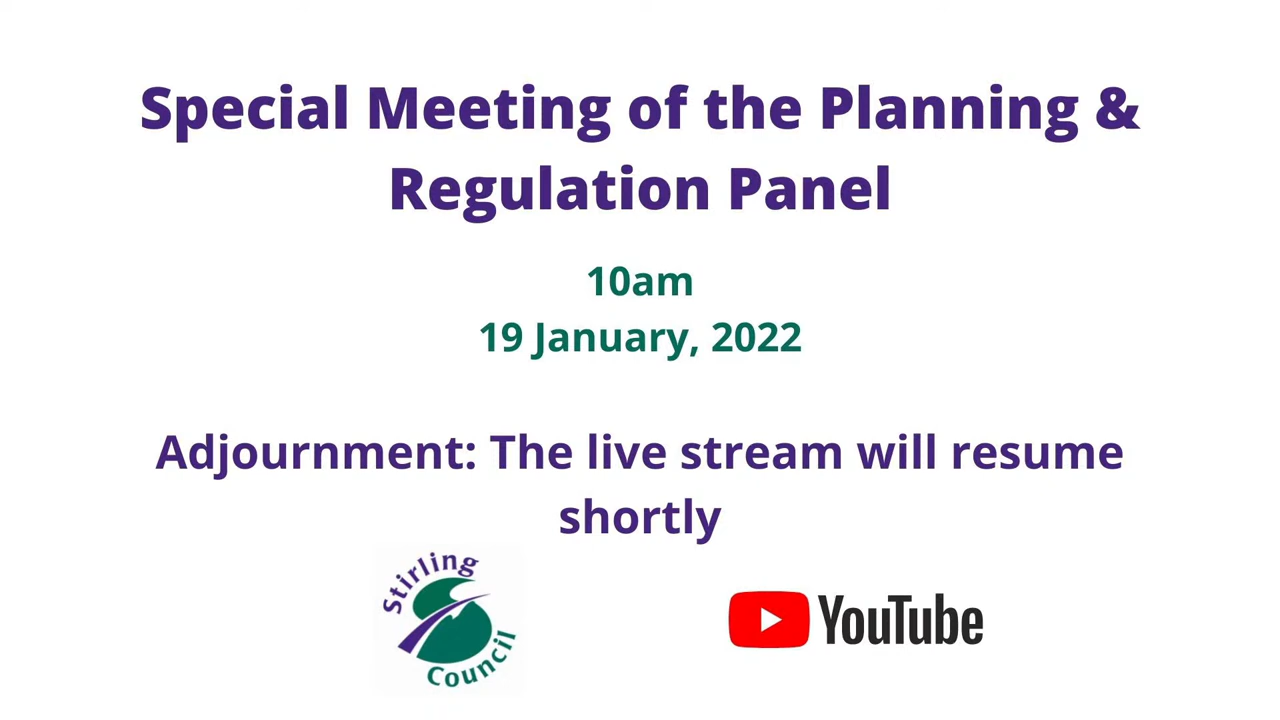 Special Meeting of the Planning &
Regulation Panel
10am
19 January, 2022
Adjournment: The live stream will resume
shortly
Stirling
Council
YouTube